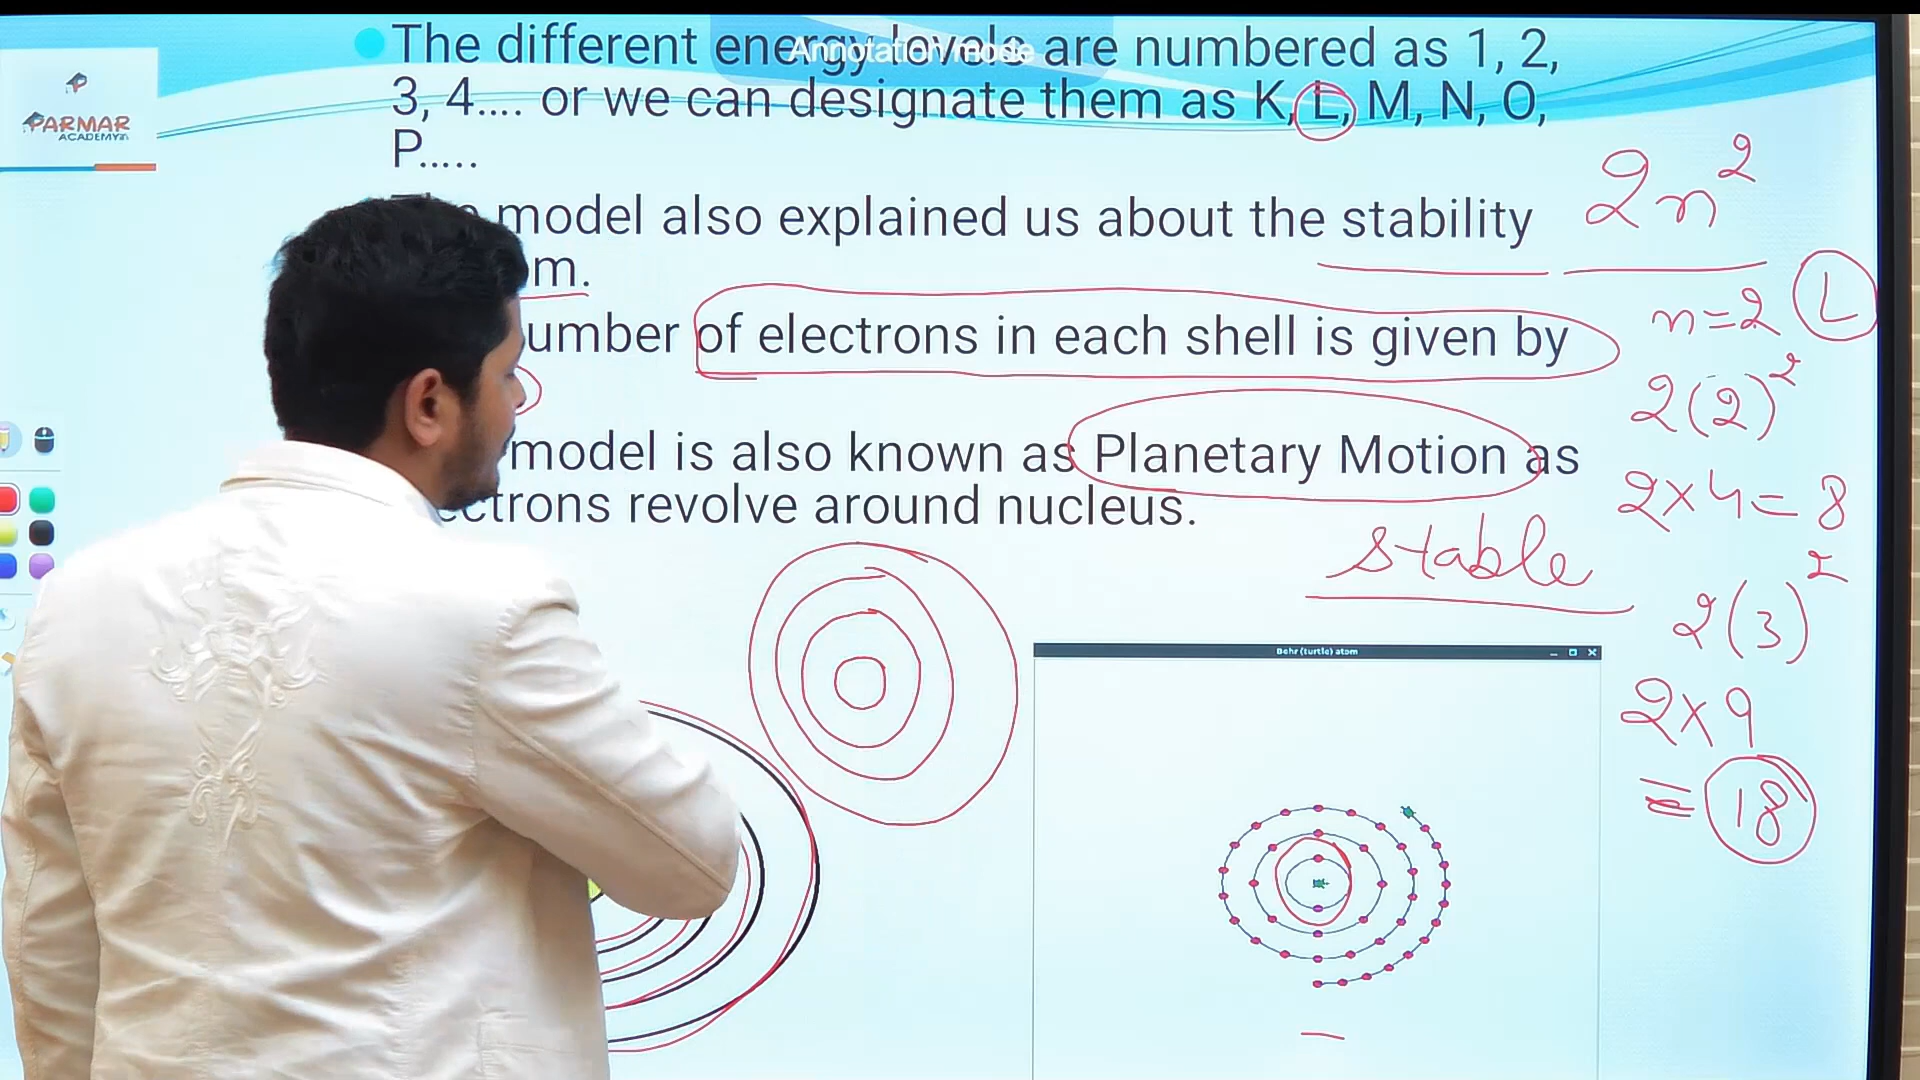 The different energy levels are numbered as 1, 2,
Annotation mode
3, 4.... or we can designate them as K, L, M, N, O,
P.....
PARMAR
ACADEMY
model also explained us about the stability
m.
umber of electrons in each shell is given by
model is also known as Planetary Motion as
ctrons revolve around nucleus.
stable
2n²
n=2 L
2(2)²
2×4=8
2(3)²
2×9
= 18
Bohr (turtle) atom